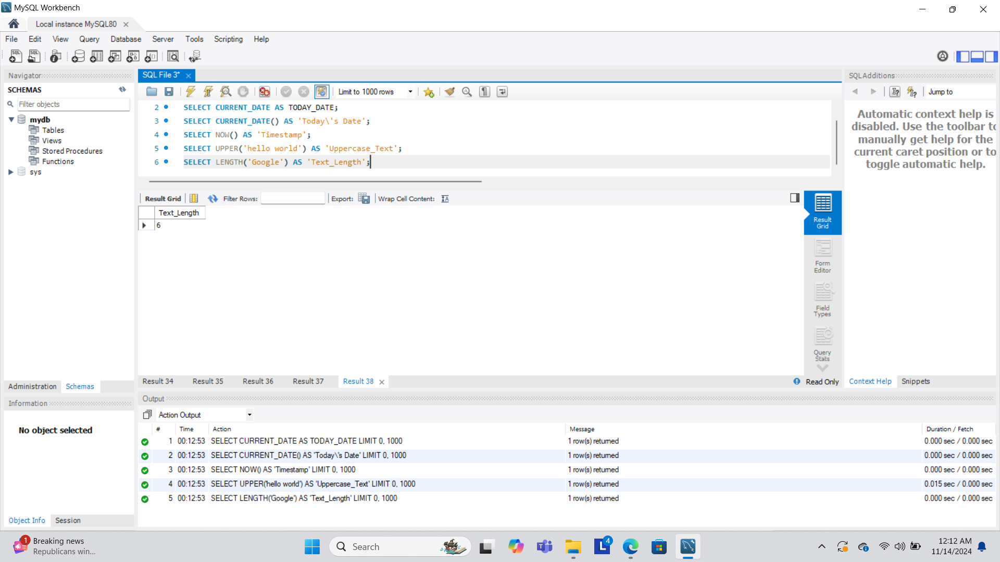 MySQL Workbench
Local instance MySQL80
File Edit View Query Database Server Tools Scripting Help
Navigator
SCHEMAS
Filter objects
mydb
Tables
Views
Stored Procedures
Functions
sys
Administration Schemas
Information
No object selected
Object Info Session
SQL File 3*
Limit to 1000 rows
2 SELECT CURRENT_DATE AS TODAY_DATE;
3 SELECT CURRENT_DATE() AS 'Today\'s Date';
4 SELECT NOW() AS 'Timestamp';
5 SELECT UPPER('hello world') AS 'Uppercase_Text';
6 SELECT LENGTH('Google') AS 'Text_Length';
Result Grid Filter Rows: Export: Wrap Cell Content:
Text_Length
6
Result
Grid
Form
Editor
Field
Types
Query
Stats
Result 34 Result 35 Result 36 Result 37 Result 38 Read Only
SQLAdditions
Jump to
Automatic context help is
disabled. Use the toolbar to
manually get help for the
current caret position or to
toggle automatic help.
Context Help Snippets
Output
Action Output
# Time Action Message Duration / Fetch
1 00:12:53 SELECT CURRENT_DATE AS TODAY_DATE LIMIT 0, 1000 1 row(s) returned 0.000 sec / 0.000 sec
2 00:12:53 SELECT CURRENT_DATE() AS 'Today\'s Date' LIMIT 0, 1000 1 row(s) returned 0.000 sec / 0.000 sec
3 00:12:53 SELECT NOW() AS 'Timestamp' LIMIT 0, 1000 1 row(s) returned 0.000 sec / 0.000 sec
4 00:12:53 SELECT UPPER('hello world') AS 'Uppercase_Text' LIMIT 0, 1000 1 row(s) returned 0.015 sec / 0.000 sec
5 00:12:53 SELECT LENGTH('Google') AS 'Text_Length' LIMIT 0, 1000 1 row(s) returned 0.000 sec / 0.000 sec
1
Breaking news
Republicans win...
Search
4
12:12 AM
11/14/2024